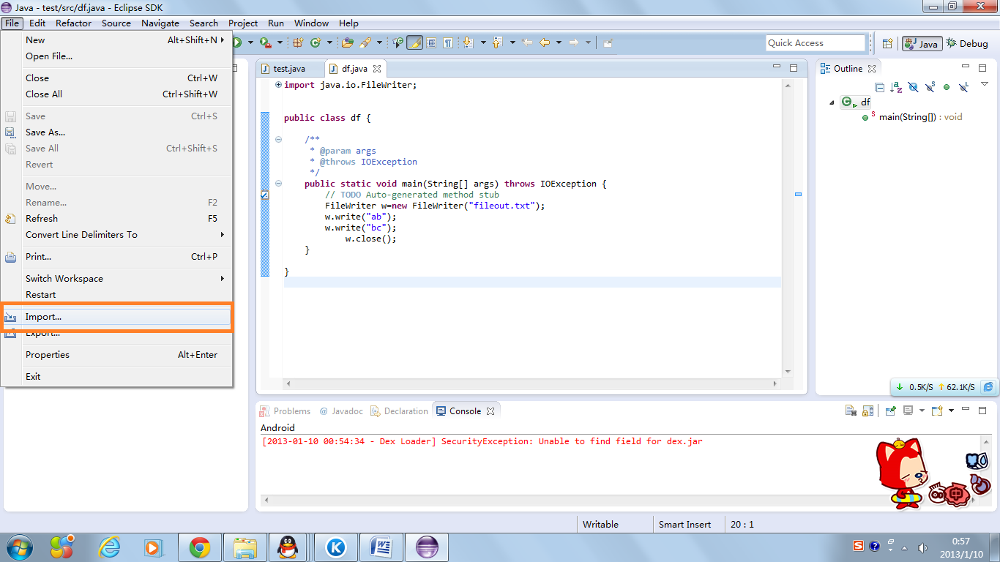 Java - test/src/df.java - Eclipse SDK
File Edit Refactor Source Navigate Search Project Run Window Help
New Alt+Shift+N
Open File...
Close Ctrl+W
Close All Ctrl+Shift+W
Save Ctrl+S
Save As...
Save All Ctrl+Shift+S
Revert
Move...
Rename... F2
Refresh F5
Convert Line Delimiters To
Print... Ctrl+P
Switch Workspace
Restart
Import...
Export...
Properties Alt+Enter
Exit
Quick Access
Java
Debug
test.java
df.java
import java.io.FileWriter;
public class df {
/**
* @param args
* @throws IOException
*/
public static void main(String[] args) throws IOException {
// TODO Auto-generated method stub
FileWriter w=new FileWriter("fileout.txt");
w.write("ab");
w.write("bc");
w.close();
}
}
Outline
df
main(String[]) : void
0.5K/S 62.1K/S
Problems @ Javadoc Declaration Console
Android
[2013-01-10 00:54:34 - Dex Loader] SecurityException: Unable to find field for dex.jar
中
Writable
Smart Insert
20 : 1
0:57
2013/1/10